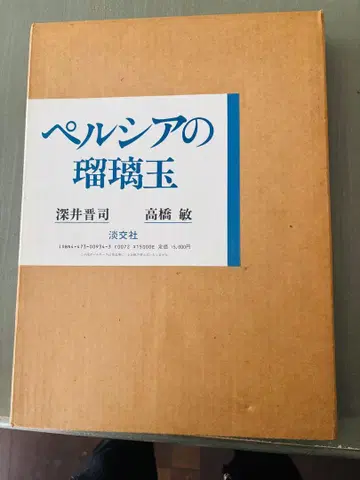 ペルシアの
瑠璃玉
深井晋司 高橋 敏
淡交社